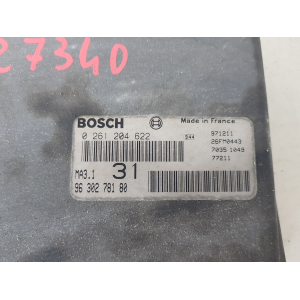 27340
BOSCH
Made in France
0 261 204 622
D44
971211
26FM0443
7035 1049
77211
MA3.1
31
96 302 781 80